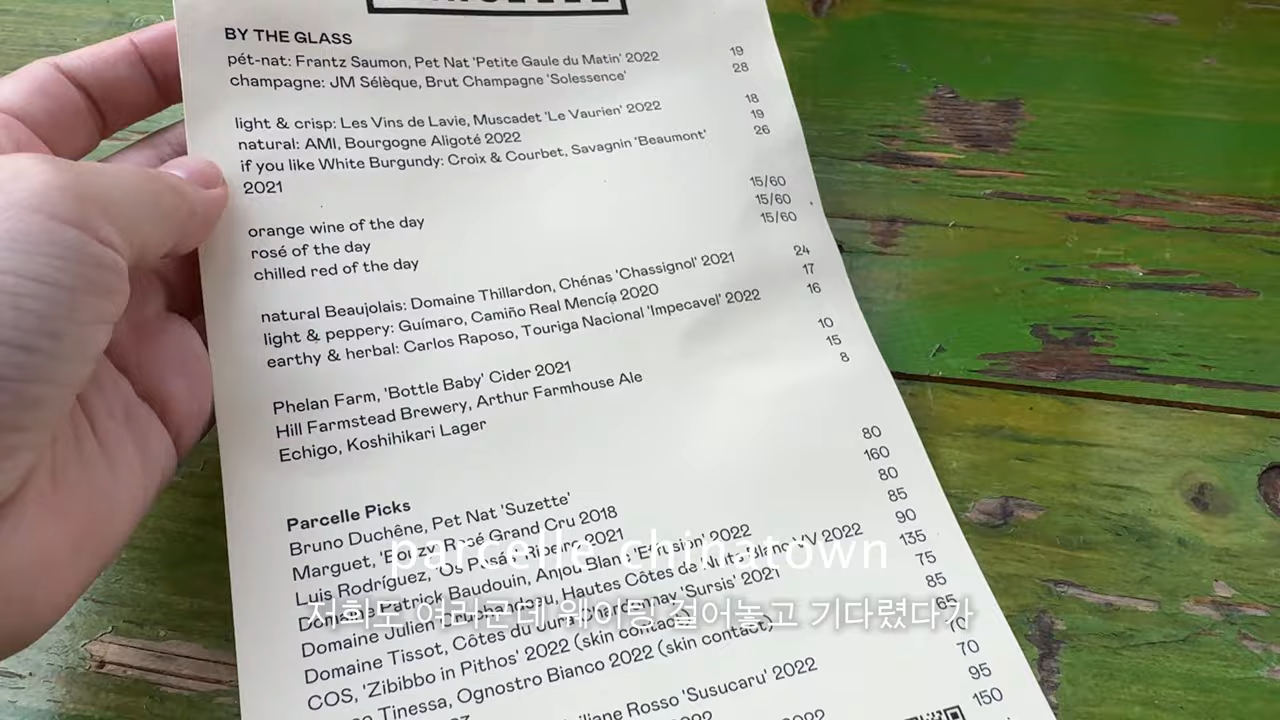 BY THE GLASS
pét-nat: Frantz Saumon, Pet Nat 'Petite Gaule du Matin' 2022 19
champagne: JM Sélèque, Brut Champagne 'Solessence' 28
light & crisp: Les Vins de Lavie, Muscadet 'Le Vaurien' 2022 18
natural: AMI, Bourgogne Aligoté 2022 19
if you like White Burgundy: Croix & Courbet, Savagnin 'Beaumont' 26
2021
orange wine of the day 15/60
rosé of the day 15/60
chilled red of the day 15/60
natural Beaujolais: Domaine Thillardon, Chénas 'Chassignol' 2021 24
light & peppery: Guímaro, Camiño Real Mencía 2020 17
earthy & herbal: Carlos Raposo, Touriga Nacional 'Impecavel' 2022 16
Phelan Farm, 'Bottle Baby' Cider 2021 10
Hill Farmstead Brewery, Arthur Farmhouse Ale 15
Echigo, Koshihikari Lager 8
Parcelle Picks
Bruno Duchêne, Pet Nat 'Suzette' 80
Marguet, Rosé Grand Cru 2018 160
Luis Rodríguez, 'Os Pasás' Ribeiro 2021 80
Domaine Patrick Baudouin, Anjou Blanc 'Effusion' 2022 85
Domaine Julien Hautes Côtes de Nuits Blanc VV 2022 90
Domaine Tissot, Côtes du Jura Chardonnay 'Sursis' 2021 135
COS, 'Zibibbo in Pithos' 2022 (skin contact) 75
Tinessa, Ognostro Bianco 2022 (skin contact) 85
65
Rosso 'Susucaru' 2022 70
70
95
150
parcelle chinatown
저희도 여러군데 웨이팅 걸어놓고 기다렸다가